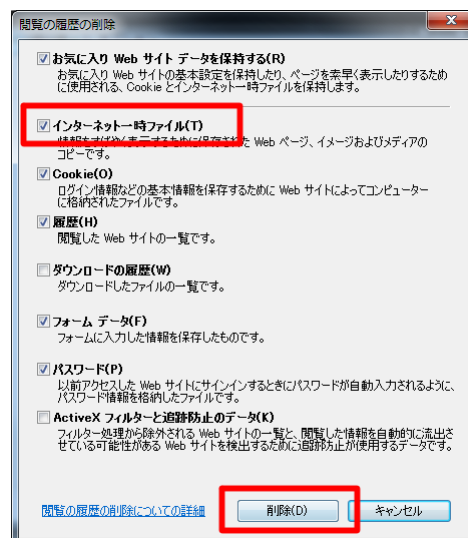 閲覧の履歴の削除
お気に入り Web サイト データを保持する(R)
お気に入り Web サイトの基本設定を保持したり、ページを素早く表示したりするため
に使用される、Cookie とインターネット一時ファイルを保持します。
インターネット一時ファイル(T)
情報をすばやく表示するために保存された Web ページ、イメージおよびメディアの
コピーです。
Cookie(O)
ログイン情報などの基本情報を保存するために Web サイトによってコンピューター
に格納されたファイルです。
履歴(H)
閲覧した Web サイトの一覧です。
ダウンロードの履歴(W)
ダウンロードしたファイルの一覧です。
フォーム データ(F)
フォームに入力した情報を保存したものです。
パスワード(P)
以前アクセスした Web サイトにサインインするときにパスワードが自動入力されるように、
パスワード情報を格納したファイルです。
ActiveX フィルターと追跡防止のデータ(K)
フィルター処理から除外される Web サイトの一覧と、閲覧した情報を自動的に流出さ
せている可能性がある Web サイトを検出するために追跡防止が使用するデータです。
閲覧の履歴の削除についての詳細
削除(D)
キャンセル